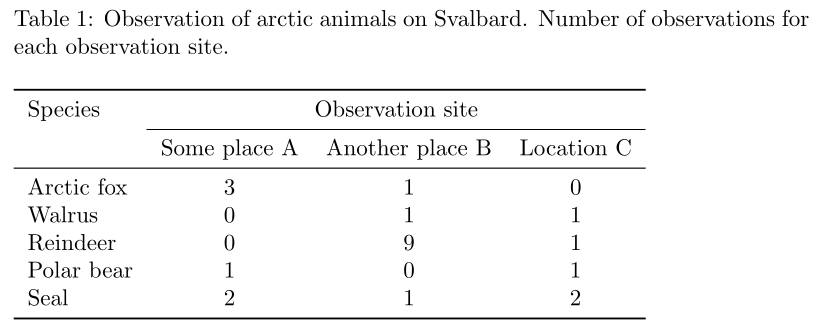 Table 1: Observation of arctic animals on Svalbard. Number of observations for
each observation site.
Species Observation site
Some place A Another place B Location C
Arctic fox 3 1 0
Walrus 0 1 1
Reindeer 0 9 1
Polar bear 1 0 1
Seal 2 1 2